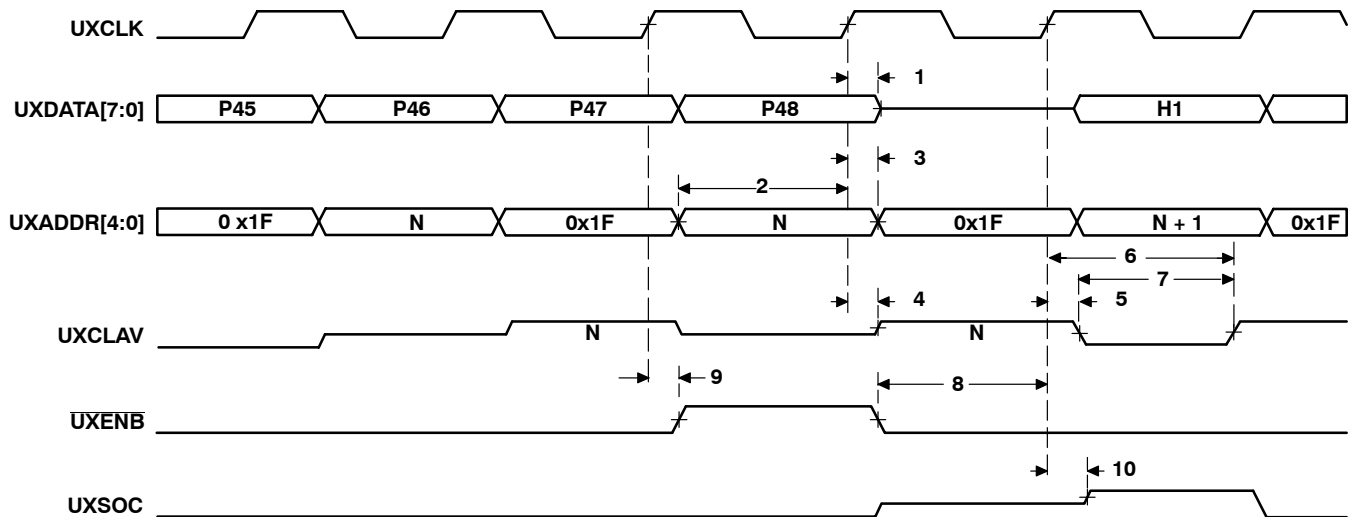 UXCLK
1
UXDATA[7:0] P45 P46 P47 P48 H1
3
2
UXADDR[4:0] 0 x1F N 0x1F N 0x1F N + 1 0x1F
6
7
4 5
UXCLAV N N
9 8
UXENB
10
UXSOC